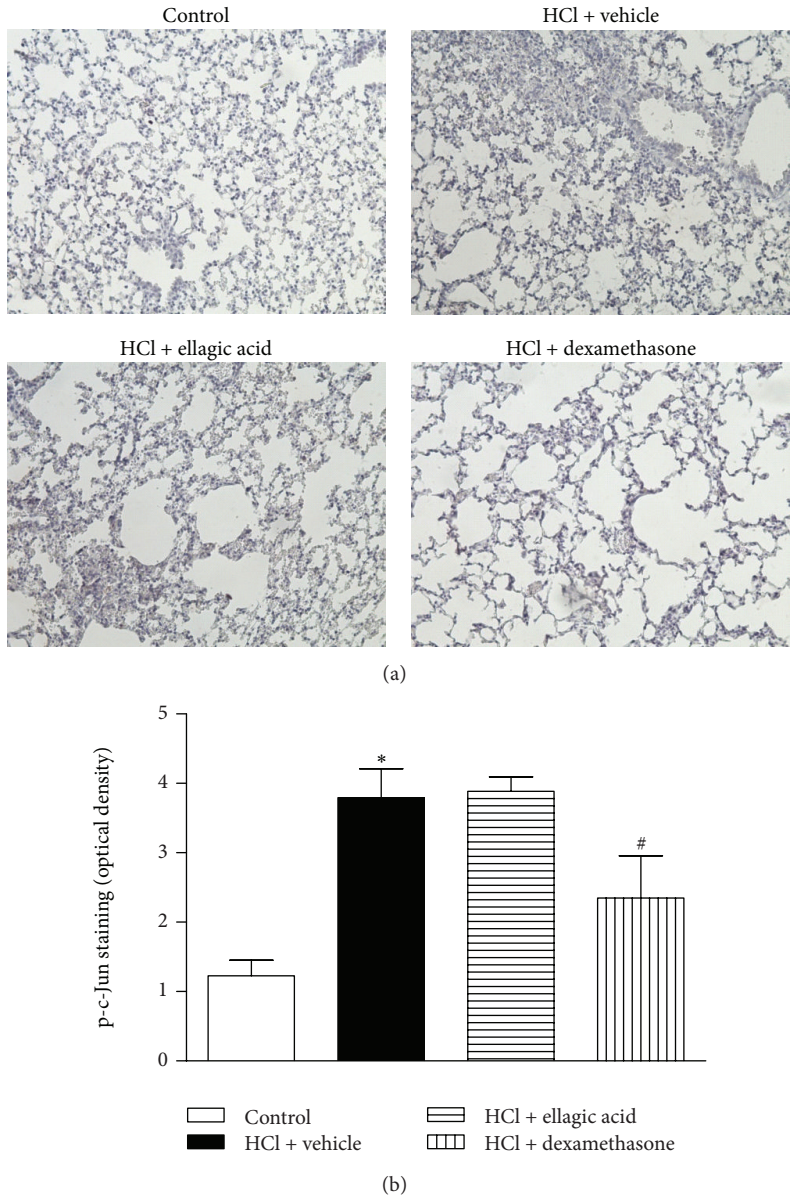 Control
HCl + vehicle
HCl + ellagic acid
HCl + dexamethasone
(a)
5
4
3
2
1
0
p-c-Jun staining (optical density)
*
#
Control
HCl + vehicle
HCl + ellagic acid
HCl + dexamethasone
(b)